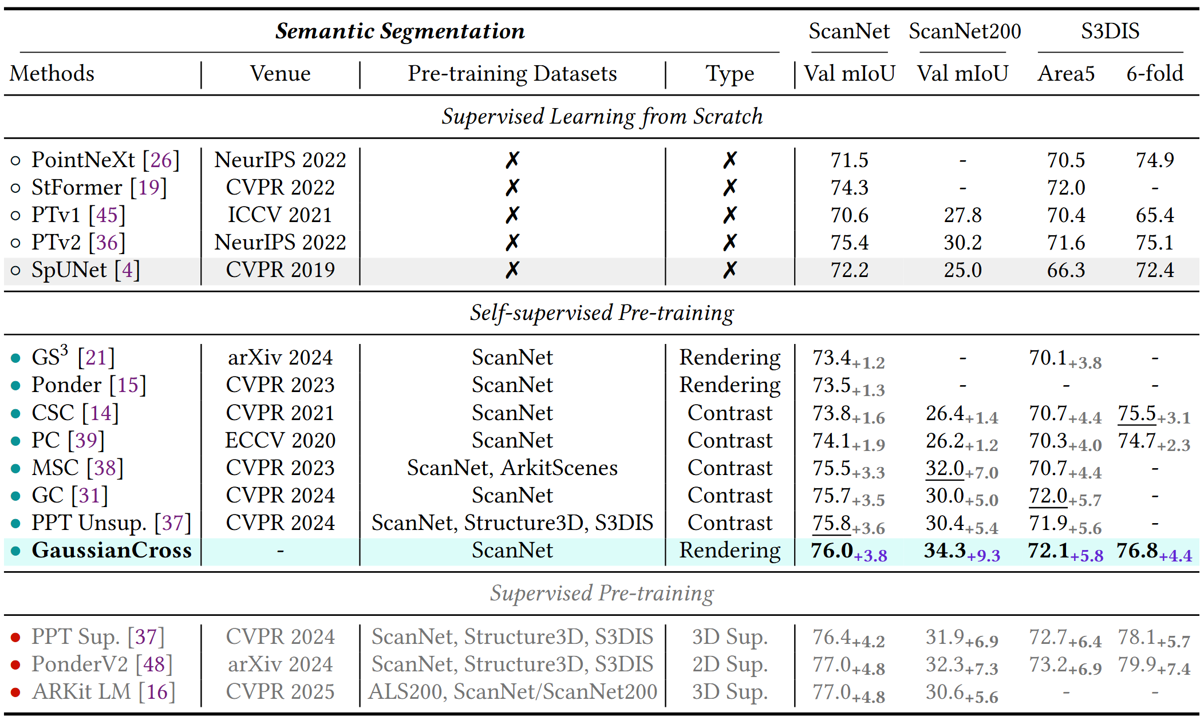 Semantic Segmentation ScanNet ScanNet200 S3DIS
Methods Venue Pre-training Datasets Type Val mIoU Val mIoU Area5 6-fold
Supervised Learning from Scratch
○ PointNeXt [26] NeurIPS 2022 ✗ ✗ 71.5 - 70.5 74.9
○ StFormer [19] CVPR 2022 ✗ ✗ 74.3 - 72.0 -
○ PTv1 [45] ICCV 2021 ✗ ✗ 70.6 27.8 70.4 65.4
○ PTv2 [36] NeurIPS 2022 ✗ ✗ 75.4 30.2 71.6 75.1
○ SpUNet [4] CVPR 2019 ✗ ✗ 72.2 25.0 66.3 72.4
Self-supervised Pre-training
● GS³ [21] arXiv 2024 ScanNet Rendering 73.4+1.2 - 70.1+3.8 -
● Ponder [15] CVPR 2023 ScanNet Rendering 73.5+1.3 - - -
● CSC [14] CVPR 2021 ScanNet Contrast 73.8+1.6 26.4+1.4 70.7+4.4 75.5+3.1
● PC [39] ECCV 2020 ScanNet Contrast 74.1+1.9 26.2+1.2 70.3+4.0 74.7+2.3
● MSC [38] CVPR 2023 ScanNet, ArkitScenes Contrast 75.5+3.3 32.0+7.0 70.7+4.4 -
● GC [31] CVPR 2024 ScanNet Contrast 75.7+3.5 30.0+5.0 72.0+5.7 -
● PPT Unsup. [37] CVPR 2024 ScanNet, Structure3D, S3DIS Contrast 75.8+3.6 30.4+5.4 71.9+5.6 -
● GaussianCross - ScanNet Rendering 76.0+3.8 34.3+9.3 72.1+5.8 76.8+4.4
Supervised Pre-training
● PPT Sup. [37] CVPR 2024 ScanNet, Structure3D, S3DIS 3D Sup. 76.4+4.2 31.9+6.9 72.7+6.4 78.1+5.7
● PonderV2 [48] arXiv 2024 ScanNet, Structure3D, S3DIS 2D Sup. 77.0+4.8 32.3+7.3 73.2+6.9 79.9+7.4
● ARKit LM [16] CVPR 2025 ALS200, ScanNet/ScanNet200 3D Sup. 77.0+4.8 30.6+5.6 - -